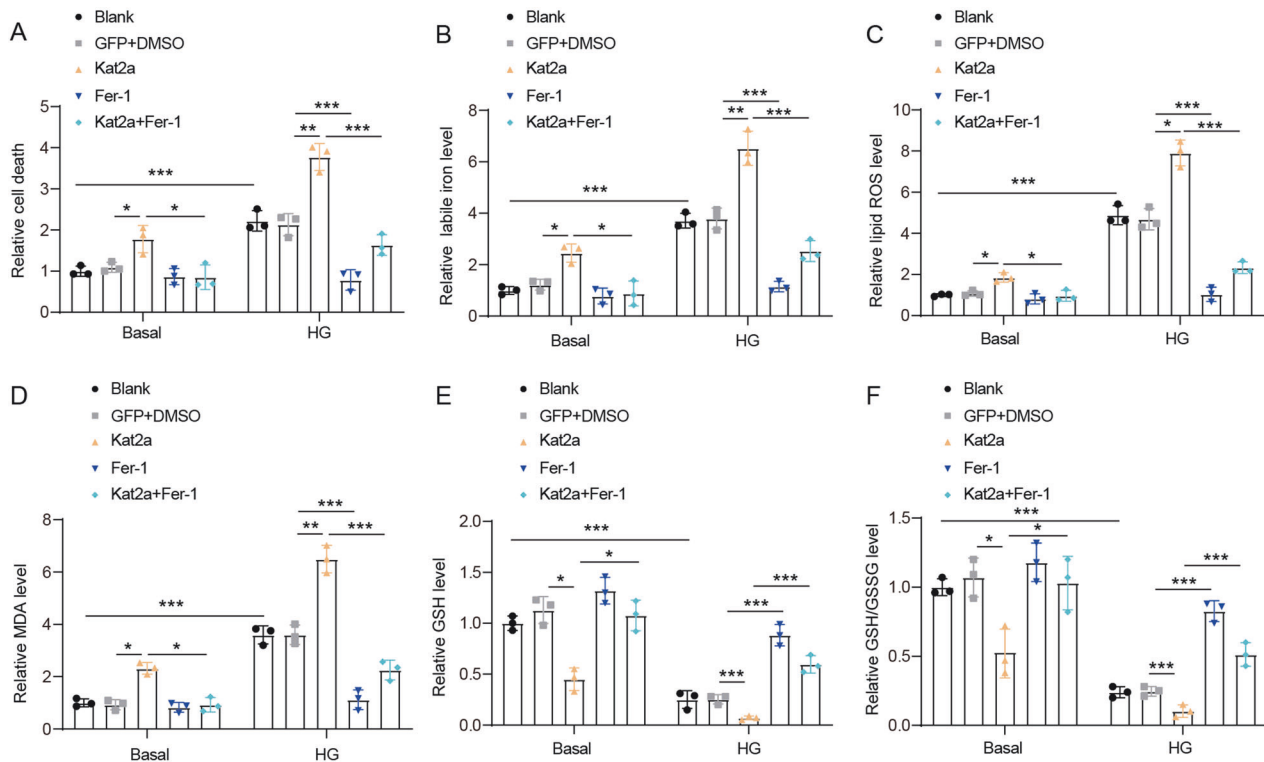 A
Blank
GFP+DMSO
Kat2a
Fer-1
Kat2a+Fer-1
Relative cell death
5
4
3
2
1
0
***
*
*
***
**
***
Basal
HG
B
Blank
GFP+DMSO
Kat2a
Fer-1
Kat2a+Fer-1
Relative labile iron level
8
6
4
2
0
***
*
*
***
**
***
Basal
HG
C
Blank
GFP+DMSO
Kat2a
Fer-1
Kat2a+Fer-1
Relative lipid ROS level
10
8
6
4
2
0
***
*
*
***
*
***
Basal
HG
D
Blank
GFP+DMSO
Kat2a
Fer-1
Kat2a+Fer-1
Relative MDA level
8
6
4
2
0
***
*
*
***
**
***
Basal
HG
E
Blank
GFP+DMSO
Kat2a
Fer-1
Kat2a+Fer-1
Relative GSH level
2.0
1.5
1.0
0.5
0.0
***
*
*
***
***
***
Basal
HG
F
Blank
GFP+DMSO
Kat2a
Fer-1
Kat2a+Fer-1
Relative GSH/GSSG level
1.5
1.0
0.5
0.0
***
*
*
***
***
***
Basal
HG